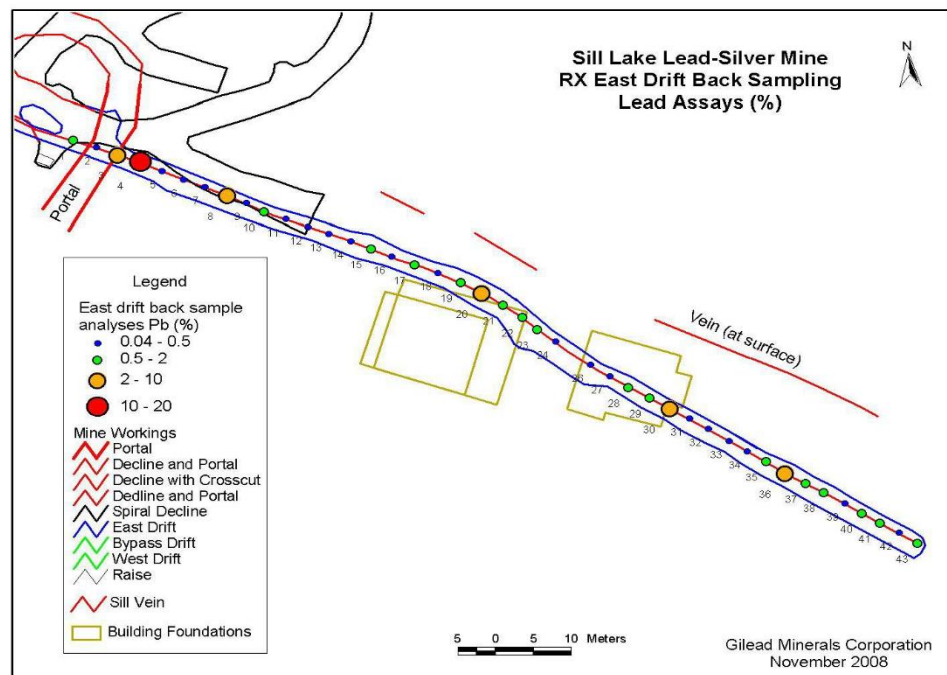 Sill Lake Lead-Silver Mine
RX East Drift Back Sampling
Lead Assays (%)
N
Portal
1
2
3
4
5
6
7
8
9
10
11
12
13
14
15
16
17
18
19
20
21
22
23
24
26
27
28
29
30
31
32
33
34
35
36
37
38
39
40
41
42
43
Vein (at surface)
Legend
East drift back sample
analyses Pb (%)
0.04 - 0.5
0.5 - 2
2 - 10
10 - 20
Mine Workings
Portal
Decline and Portal
Decline with Crosscut
Dedline and Portal
Spiral Decline
East Drift
Bypass Drift
West Drift
Raise
Sill Vein
Building Foundations
5 0 5 10 Meters
Gilead Minerals Corporation
November 2008